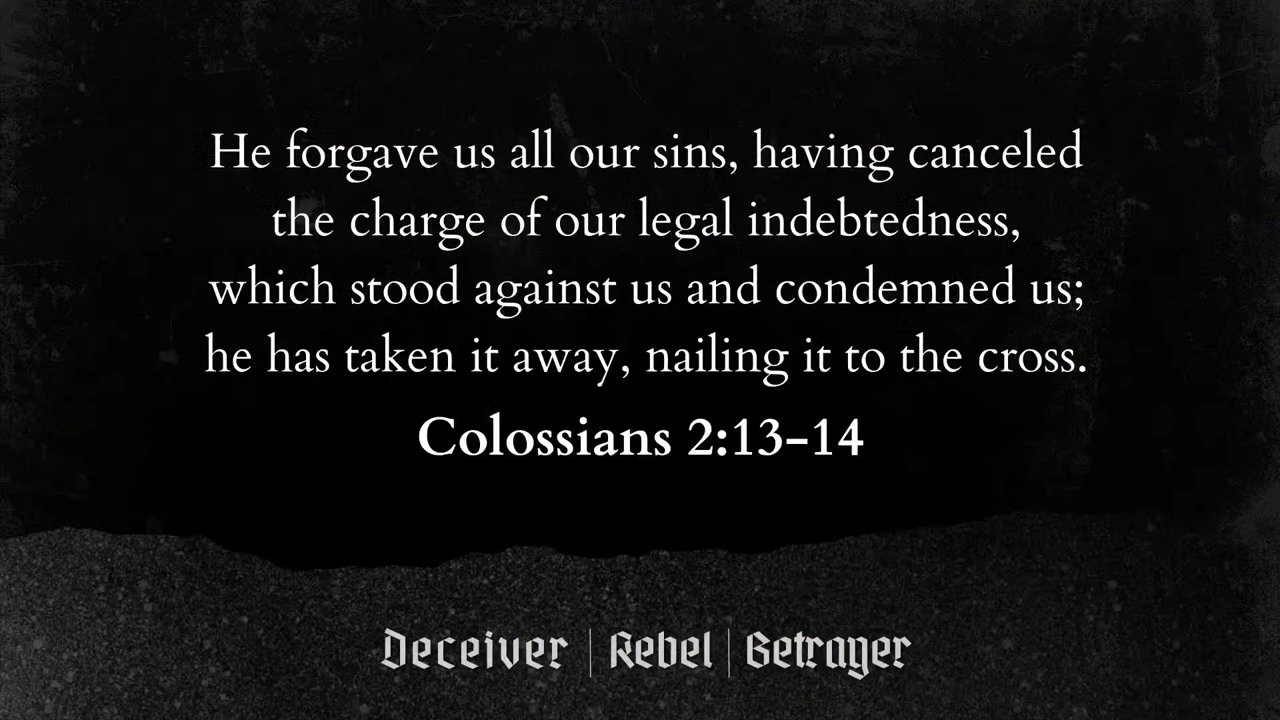 He forgave us all our sins, having canceled
the charge of our legal indebtedness,
which stood against us and condemned us;
he has taken it away, nailing it to the cross.
Colossians 2:13–14
Deceiver | Rebel | Betrayer